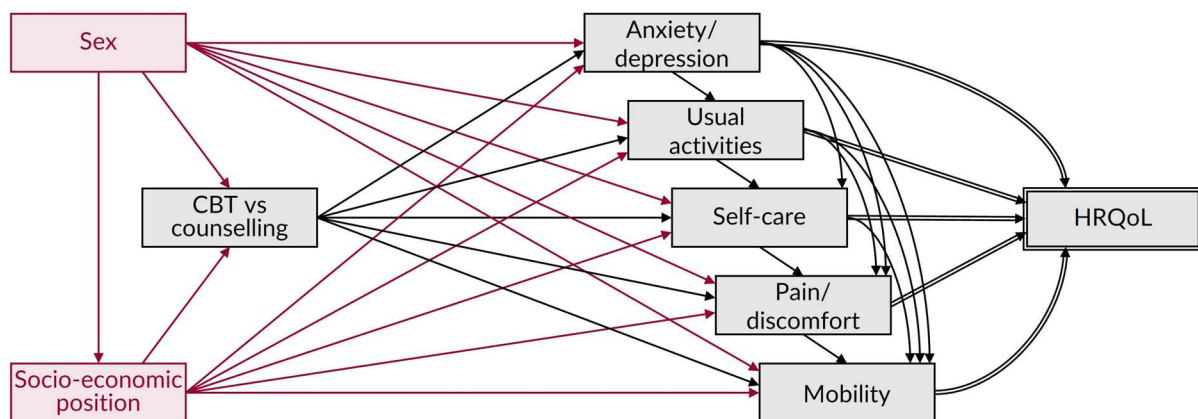 Sex
Anxiety/
depression
Usual
activities
CBT vs
counselling
Self-care
HRQoL
Pain/
discomfort
Socio-economic
position
Mobility